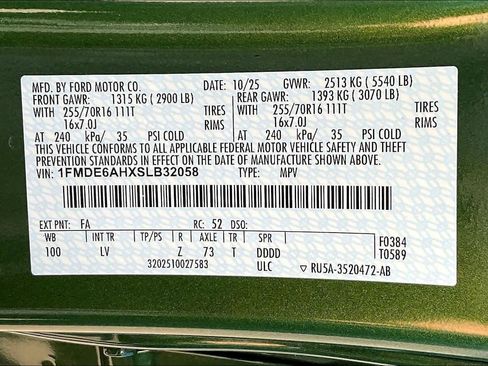 MFD. BY FORD MOTOR CO. DATE: 10/25 GVWR: 2513 KG ( 5540 LB)
FRONT GAWR: 1315 KG ( 2900 LB) REAR GAWR: 1393 KG ( 3070 LB)
WITH 255/70R16 111T TIRES WITH 255/70R16 111T TIRES
16x7.0J RIMS 16x7.0J RIMS
AT 240 kPa/ 35 PSI COLD AT 240 kPa/ 35 PSI COLD
THIS VEHICLE CONFORMS TO ALL APPLICABLE FEDERAL MOTOR VEHICLE SAFETY AND THEFT
PREVENTION STANDARDS IN EFFECT ON THE DATE OF MANUFACTURE SHOWN ABOVE.
VIN: 1FMDE6AHXSLB32058 TYPE: MPV
EXT PNT: FA RC: 52 DSO:
WB INT TR TP/PS R AXLE TR SPR F0384
100 LV Z 73 T DDDD T0589
3202510027583 ULC ▽ RU5A-3520472-AB